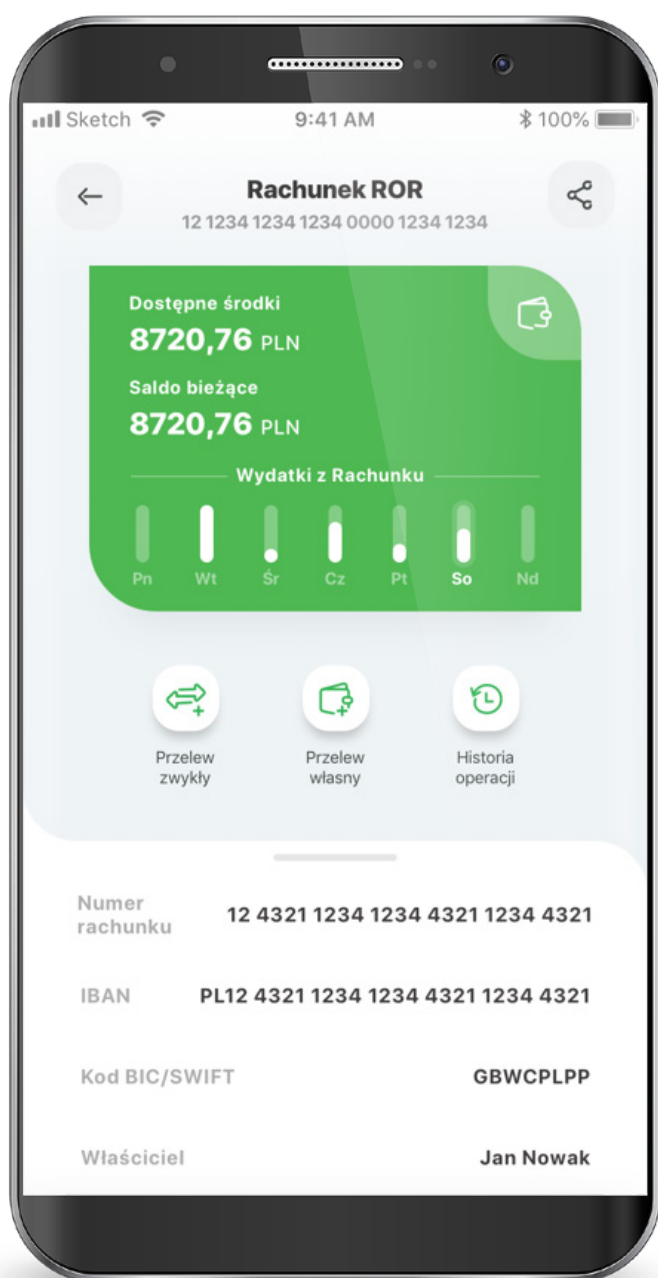 Sketch
9:41 AM
100%
Rachunek ROR
12 1234 1234 1234 0000 1234 1234
Dostępne środki
8720,76 PLN
Saldo bieżące
8720,76 PLN
Wydatki z Rachunku
Pn Wt Śr Cz Pt So Nd
Przelew
zwykły
Przelew
własny
Historia
operacji
Numer
rachunku
12 4321 1234 1234 4321 1234 4321
IBAN
PL12 4321 1234 1234 4321 1234 4321
Kod BIC/SWIFT
GBWCPLPP
Właściciel
Jan Nowak